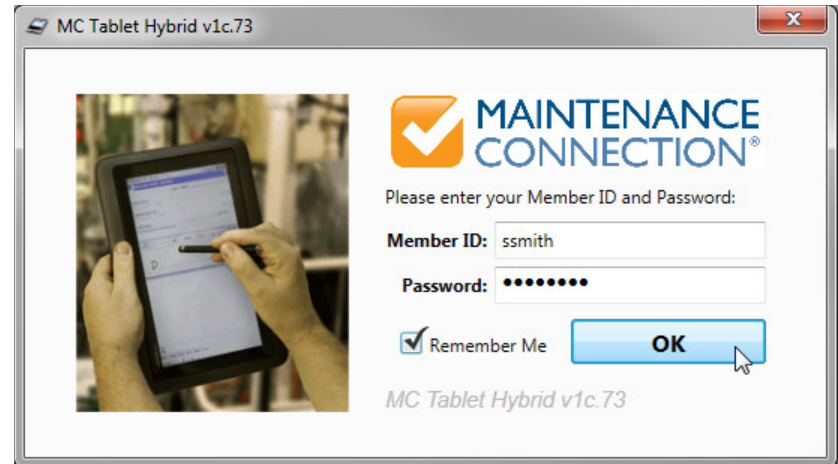 MC Tablet Hybrid v1c.73
MAINTENANCE
CONNECTION®
Please enter your Member ID and Password:
Member ID: ssmith
Password: ••••••••
Remember Me
OK
MC Tablet Hybrid v1c.73